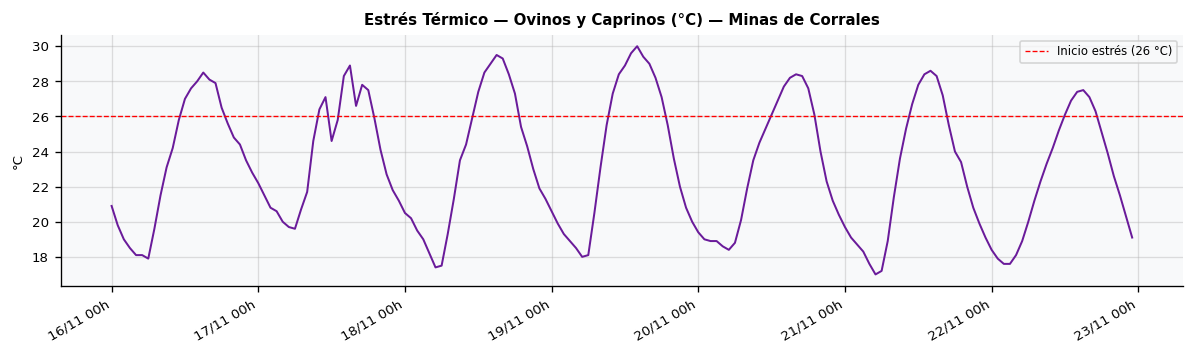 Estrés Térmico — Ovinos y Caprinos (°C) — Minas de Corrales
Inicio estrés (26 °C)
°C
30
28
26
24
22
20
18
16/11 00h
17/11 00h
18/11 00h
19/11 00h
20/11 00h
21/11 00h
22/11 00h
23/11 00h